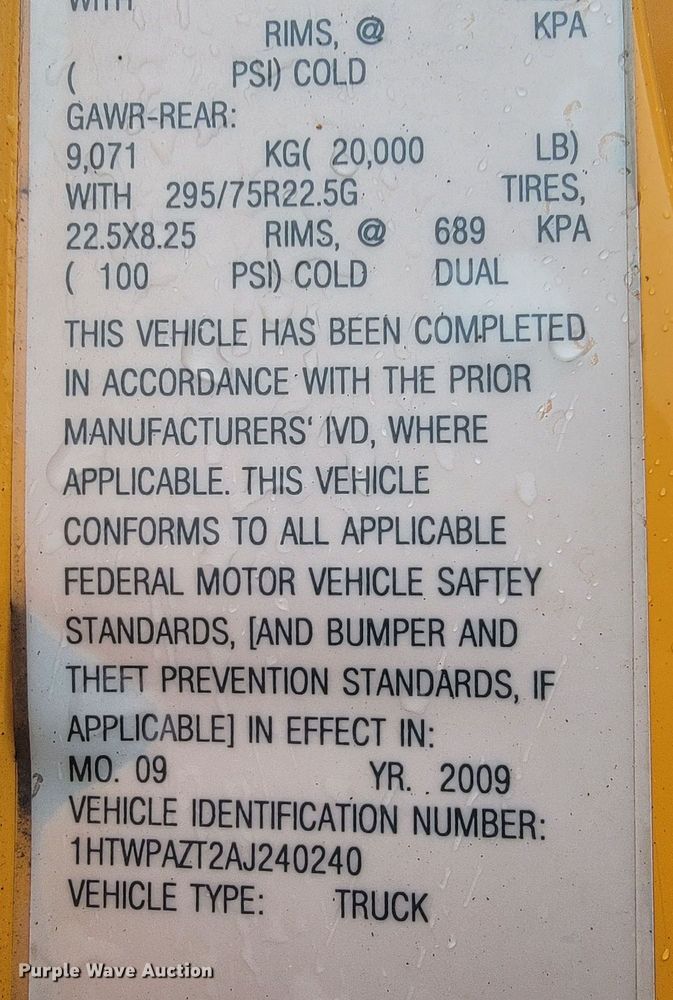 WITH
RIMS, @ KPA
( PSI) COLD
GAWR-REAR:
9,071 KG( 20,000 LB)
WITH 295/75R22.5G TIRES,
22.5X8.25 RIMS, @ 689 KPA
( 100 PSI) COLD DUAL
THIS VEHICLE HAS BEEN COMPLETED
IN ACCORDANCE WITH THE PRIOR
MANUFACTURERS' IVD, WHERE
APPLICABLE. THIS VEHICLE
CONFORMS TO ALL APPLICABLE
FEDERAL MOTOR VEHICLE SAFTEY
STANDARDS, [AND BUMPER AND
THEFT PREVENTION STANDARDS, IF
APPLICABLE] IN EFFECT IN:
MO. 09 YR. 2009
VEHICLE IDENTIFICATION NUMBER:
1HTWPAZT2AJ240240
VEHICLE TYPE: TRUCK
Purple Wave Auction